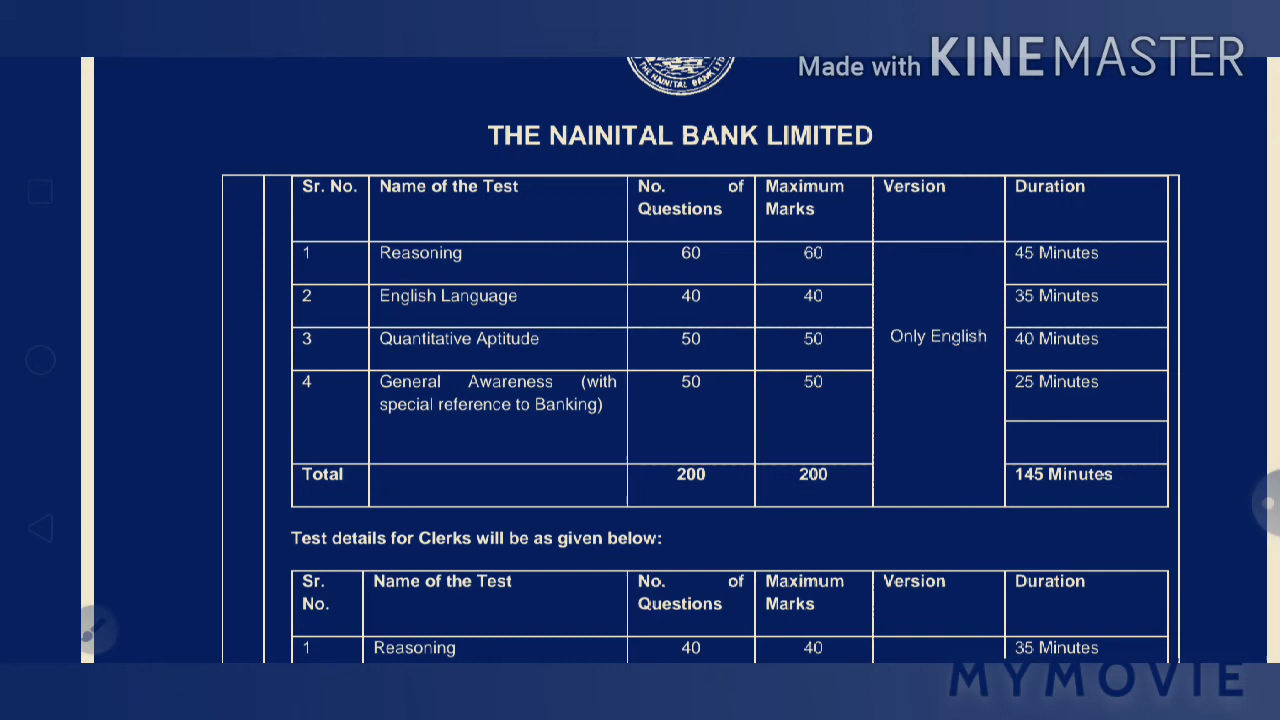 Made with KINEMASTER
THE NAINITAL BANK LTD
THE NAINITAL BANK LIMITED
Sr. No. Name of the Test No. of Questions Maximum Marks Version Duration
1 Reasoning 60 60 45 Minutes
2 English Language 40 40 35 Minutes
Only English
3 Quantitative Aptitude 50 50 40 Minutes
4 General Awareness (with 50 50 25 Minutes
special reference to Banking)
Total 200 200 145 Minutes
Test details for Clerks will be as given below:
Sr. No. Name of the Test No. of Questions Maximum Marks Version Duration
1 Reasoning 40 40 35 Minutes
MYMOVIE